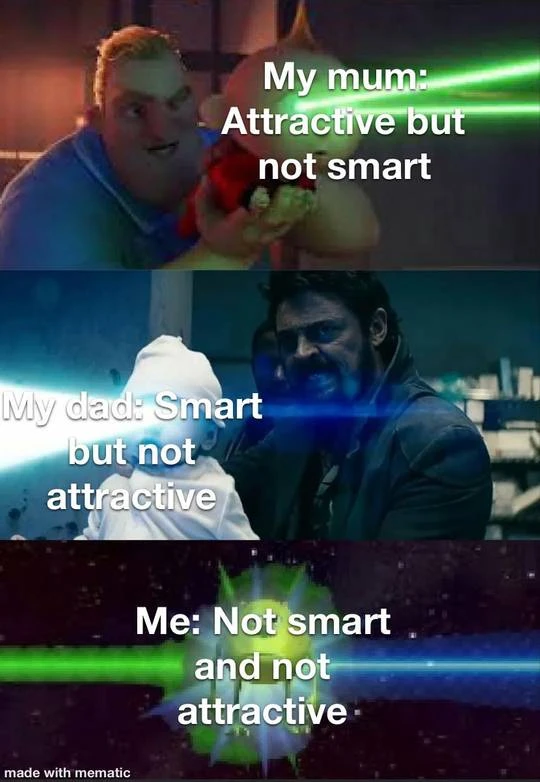 My mum:
Attractive but
not smart
My dad: Smart
but not
attractive
Me: Not smart
and not
attractive
made with mematic